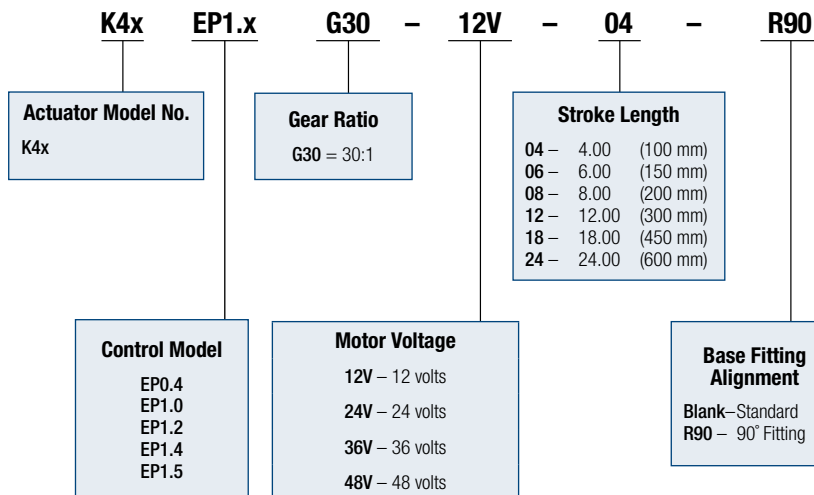 K4x EP1.x G30 – 12V – 04 – R90
Actuator Model No.
K4x
Gear Ratio
G30 = 30:1
Stroke Length
04 – 4.00 (100 mm)
06 – 6.00 (150 mm)
08 – 8.00 (200 mm)
12 – 12.00 (300 mm)
18 – 18.00 (450 mm)
24 – 24.00 (600 mm)
Control Model
EP0.4
EP1.0
EP1.2
EP1.4
EP1.5
Motor Voltage
12V – 12 volts
24V – 24 volts
36V – 36 volts
48V – 48 volts
Base Fitting
Alignment
Blank–Standard
R90 – 90° Fitting